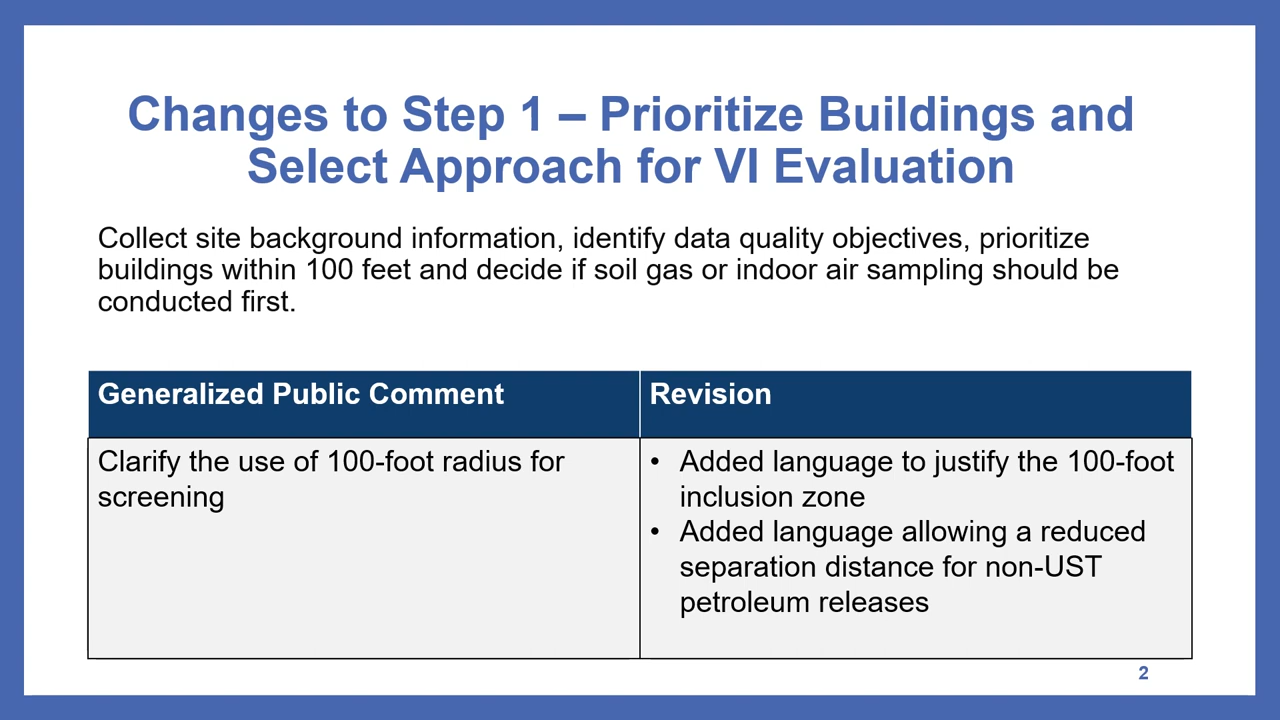 Changes to Step 1 – Prioritize Buildings and
Select Approach for VI Evaluation
Collect site background information, identify data quality objectives, prioritize
buildings within 100 feet and decide if soil gas or indoor air sampling should be
conducted first.
Generalized Public Comment
Revision
Clarify the use of 100-foot radius for
screening
• Added language to justify the 100-foot
inclusion zone
• Added language allowing a reduced
separation distance for non-UST
petroleum releases
2